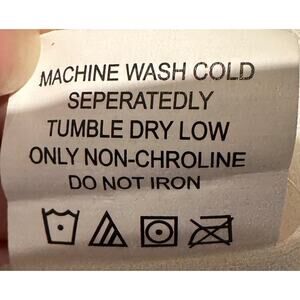 MACHINE WASH COLD
SEPERATEDLY
TUMBLE DRY LOW
ONLY NON-CHROLINE
DO NOT IRON